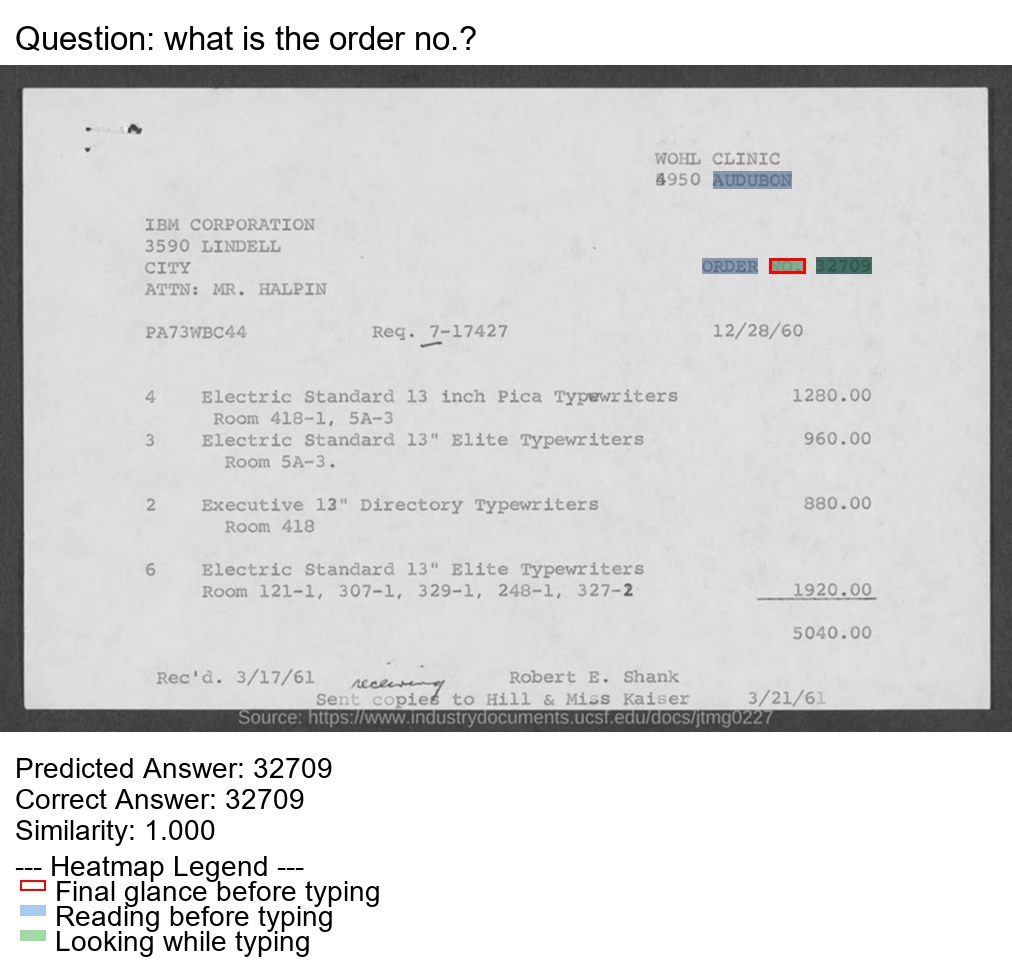 Question: what is the order no.?
WOHL CLINIC
4950 AUDUBON
IBM CORPORATION
3590 LINDELL
CITY
ORDER NO. 32709
ATTN: MR. HALPIN
PA73WBC44 Req. 7-17427 12/28/60
4 Electric Standard 13 inch Pica Typewriters 1280.00
Room 418-1, 5A-3
3 Electric Standard 13" Elite Typewriters 960.00
Room 5A-3.
2 Executive 13" Directory Typewriters 880.00
Room 418
6 Electric Standard 13" Elite Typewriters
Room 121-1, 307-1, 329-1, 248-1, 327-2 1920.00
5040.00
Rec'd. 3/17/61 receiving Robert E. Shank
Sent copies to Hill & Miss Kaiser 3/21/61
Source: https://www.industrydocuments.ucsf.edu/docs/jtmg0227
Predicted Answer: 32709
Correct Answer: 32709
Similarity: 1.000
--- Heatmap Legend ---
Final glance before typing
Reading before typing
Looking while typing